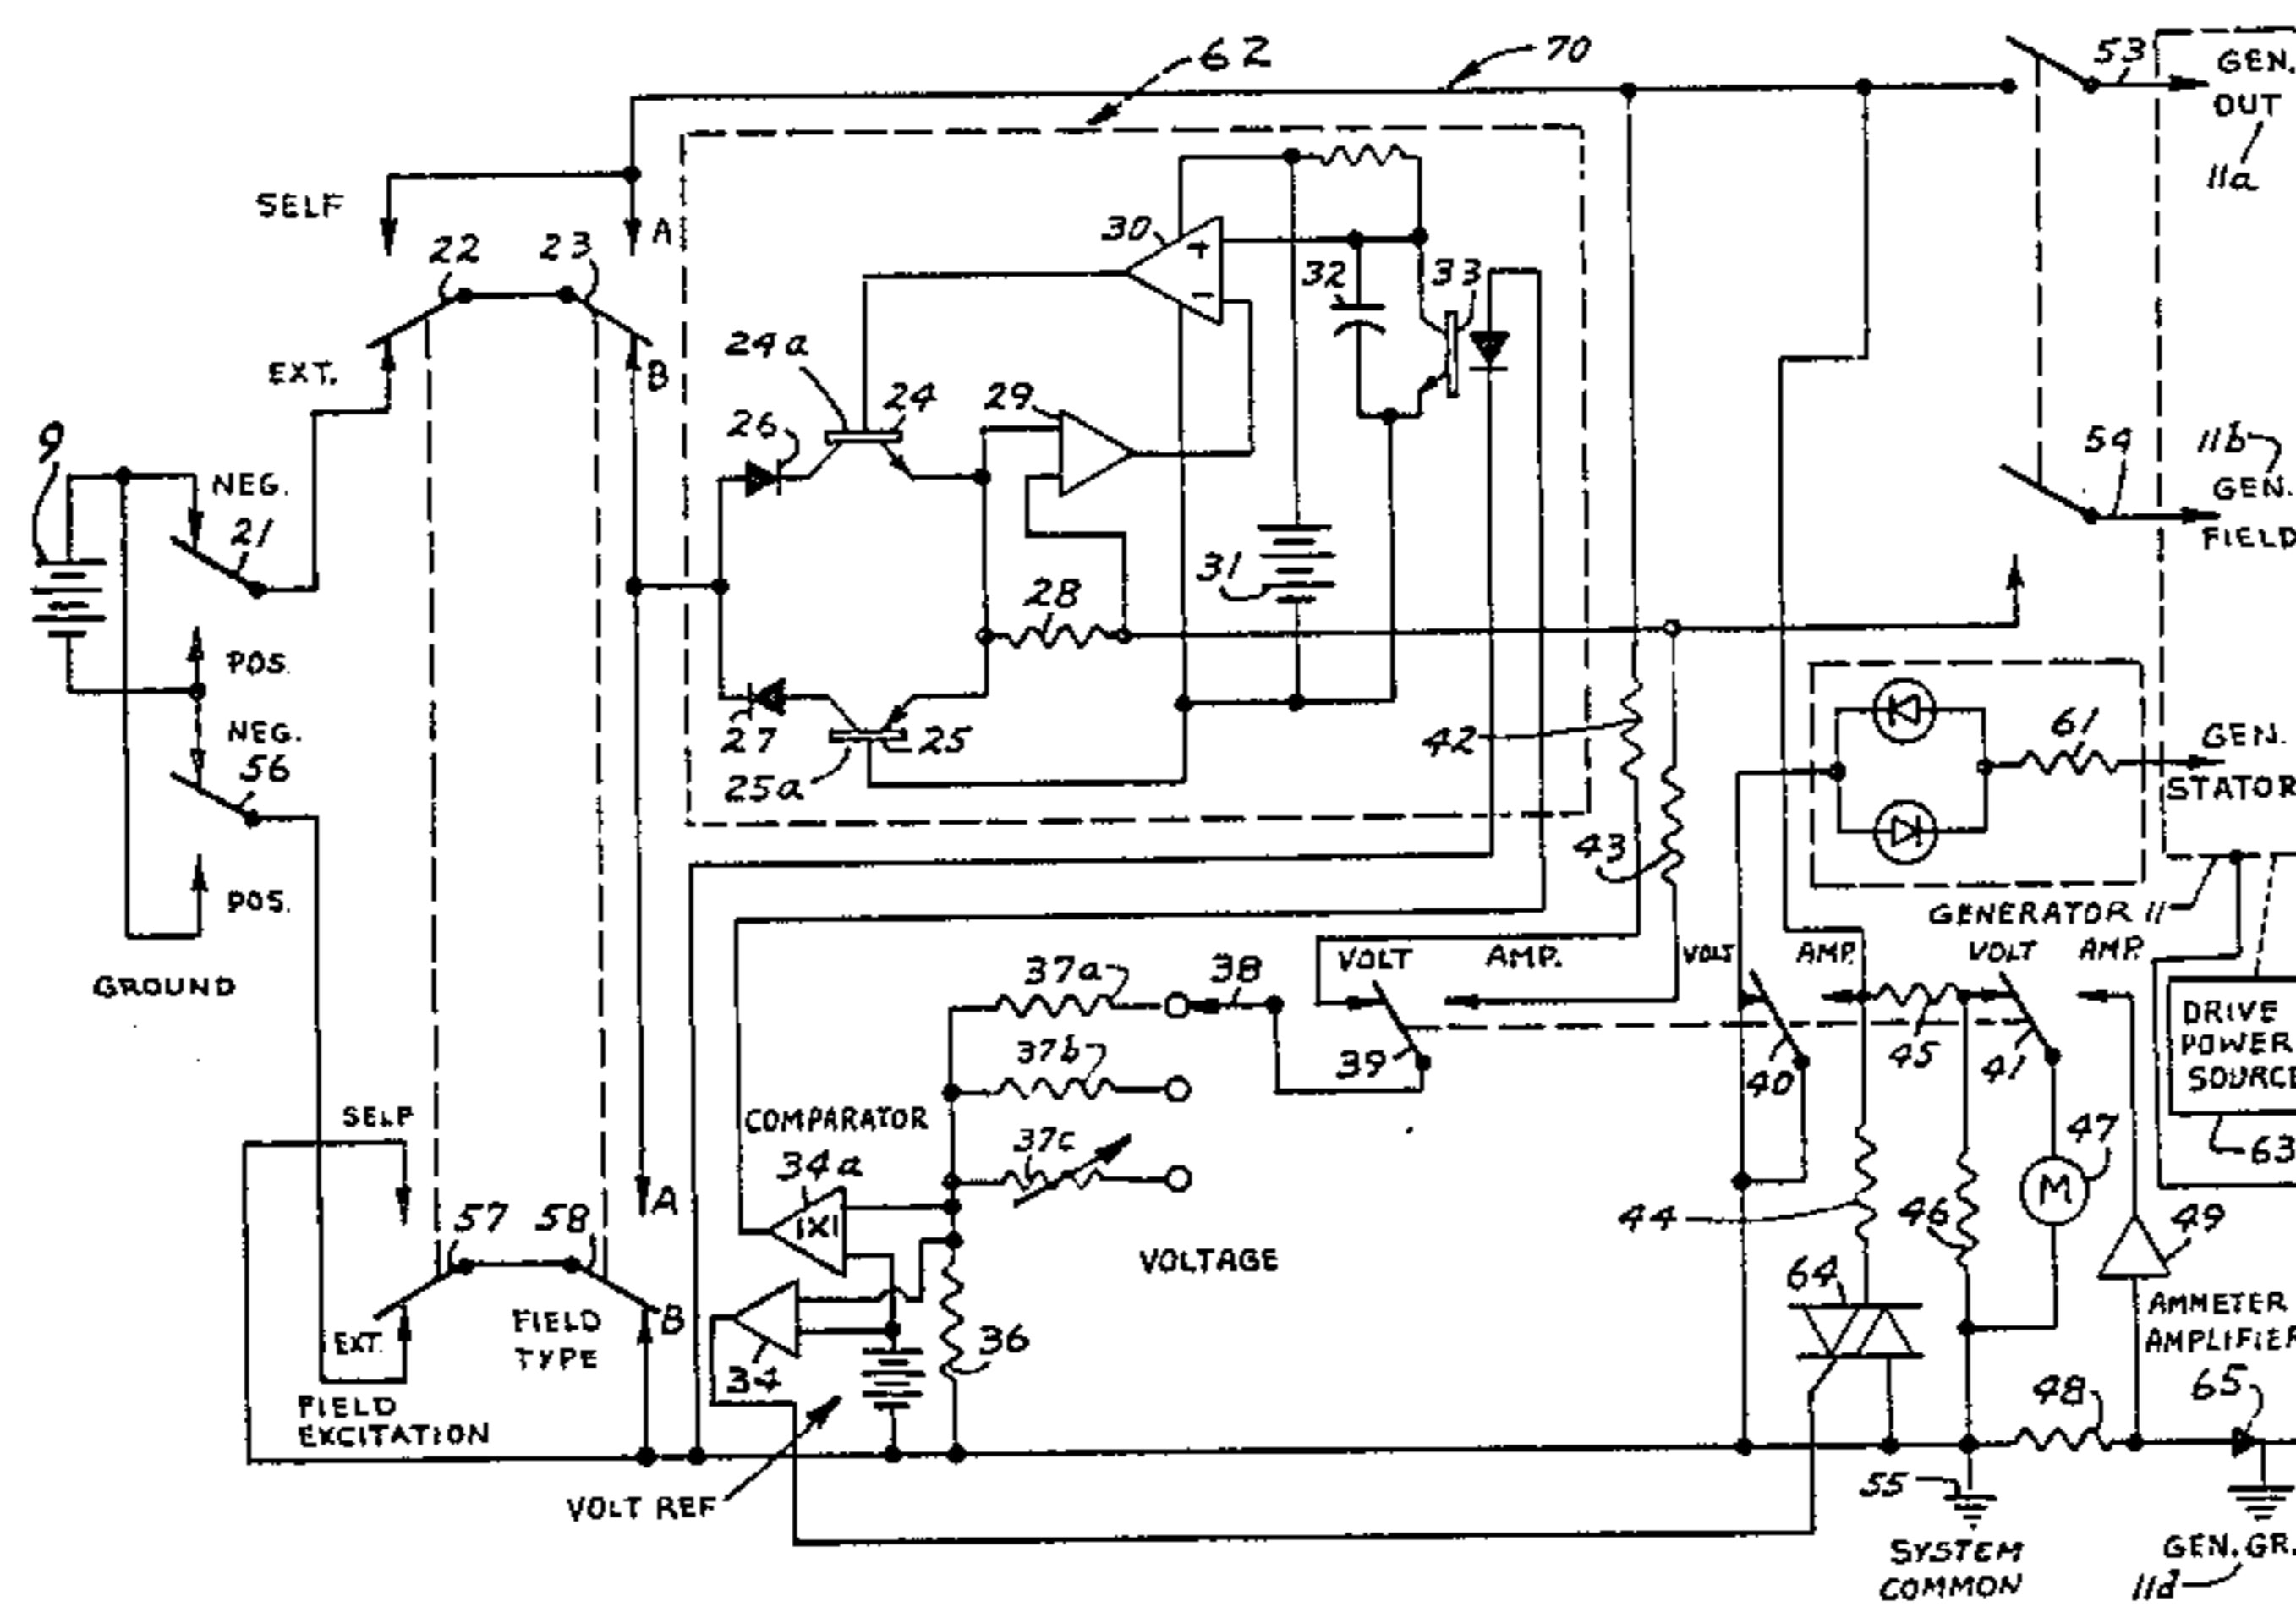 62
70
53
GEN.
OUT
11a
SELF
A
22
23
30
+
−
32
33
24a
EXT.
B
26
24
29
9
NEG.
21
54
11b
GEN.
FIELD
31
28
POS.
NEG.
56
27
25
25a
42
61
GEN.
STATOR
43
POS.
GENERATOR 11
GROUND
37a
38
VOLT
AMP.
VOLT
AMP.
VOLT
AMP.
37b
39
40
45
41
DRIVE
POWER
SOURCE
SELF
COMPARATOR
37c
47
63
34a
|X|
M
A
57
58
VOLTAGE
44
46
49
64
B
EXT.
FIELD
TYPE
34
36
AMMETER
AMPLIFIER
FIELD
EXCITATION
48
65
VOLT REF
55
SYSTEM
COMMON
GEN. GR.
11d